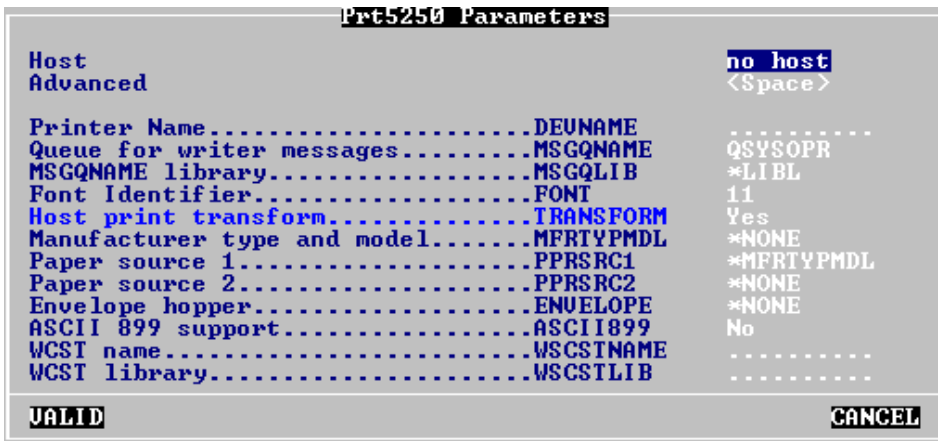 Prt5250 Parameters
Host no host
Advanced <Space>
Printer Name.......................DEVNAME ..........
Queue for writer messages.........MSGQNAME QSYSOPR
MSGQNAME library..................MSGQLIB *LIBL
Font Identifier...................FONT 11
Host print transform..............TRANSFORM Yes
Manufacturer type and model.......MFRTYPMDL *NONE
Paper source 1....................PPRSRC1 *MFRTYPMDL
Paper source 2....................PPRSRC2 *NONE
Envelope hopper...................ENVELOPE *NONE
ASCII 899 support.................ASCII899 No
WCST name.........................WSCSTNAME ..........
WCST library......................WSCSTLIB ..........
VALID CANCEL